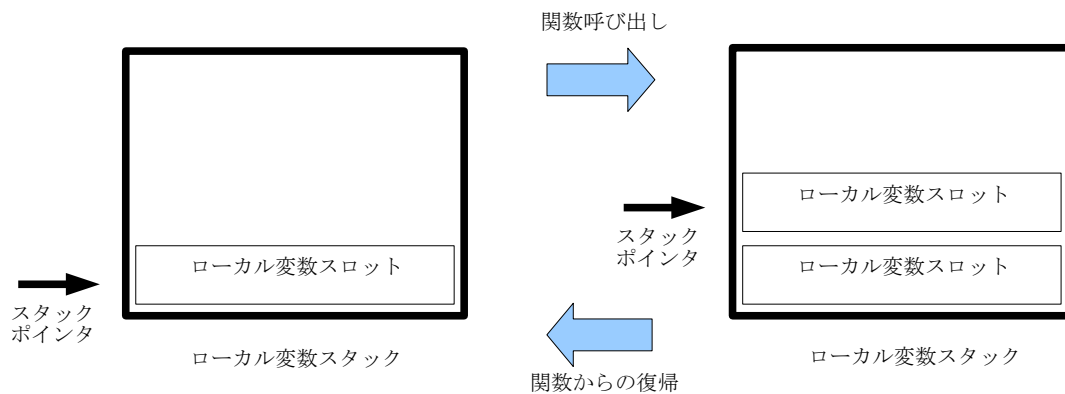 関数呼び出し
ローカル変数スロット
スタック
ポインタ
ローカル変数スタック
ローカル変数スロット
ローカル変数スロット
スタック
ポインタ
ローカル変数スタック
関数からの復帰